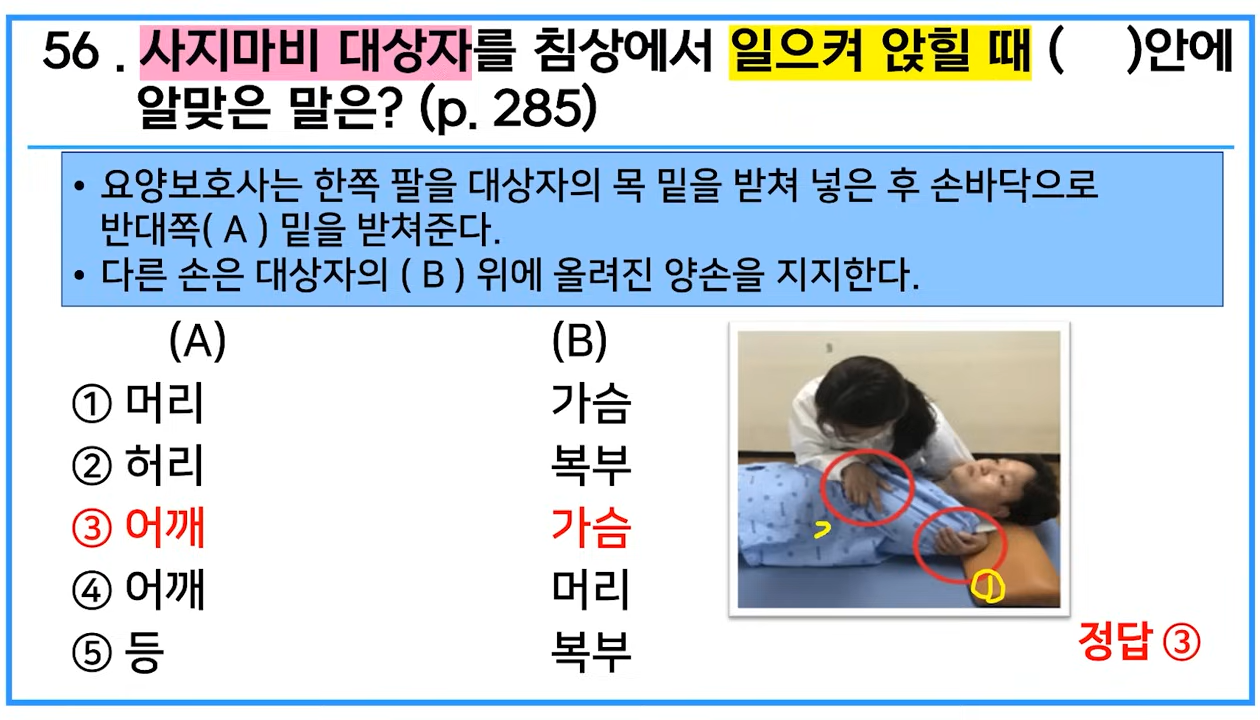 56 . 사지마비 대상자를 침상에서 일으켜 앉힐 때 (    )안에
알맞은 말은? (p. 285)
• 요양보호사는 한쪽 팔을 대상자의 목 밑을 받쳐 넣은 후 손바닥으로
반대쪽( A ) 밑을 받쳐준다.
• 다른 손은 대상자의 ( B ) 위에 올려진 양손을 지지한다.
(A) (B)
① 머리 가슴
② 허리 복부
③ 어깨 가슴
④ 어깨 머리
⑤ 등 복부
①
정답 ③